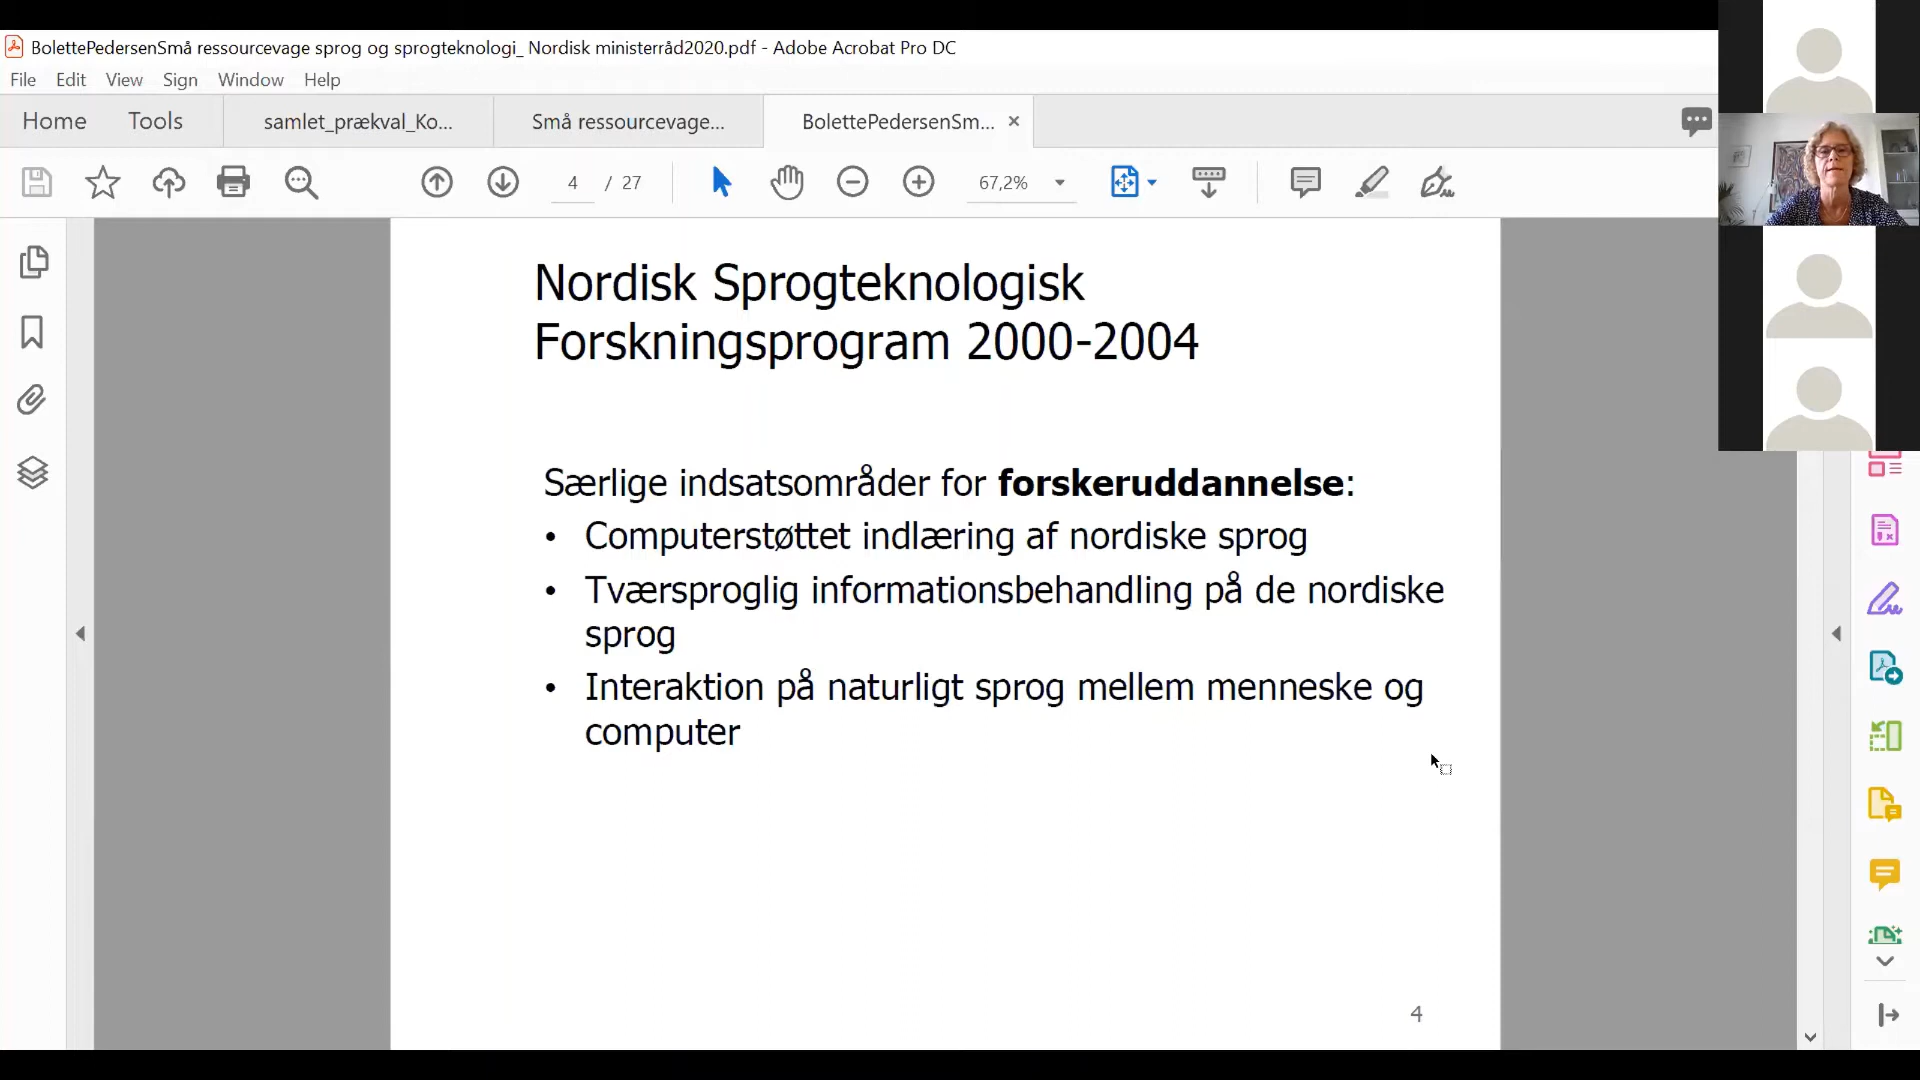 BolettePedersenSmå ressourcevage sprog og sprogteknologi_ Nordisk ministerråd2020.pdf - Adobe Acrobat Pro DC
File Edit View Sign Window Help
Home Tools samlet_prækval_Ko... Små ressourcevage... BolettePedersenSm... ×
4 / 27 67,2%
Nordisk Sprogteknologisk
Forskningsprogram 2000-2004
Særlige indsatsområder for forskeruddannelse:
• Computerstøttet indlæring af nordiske sprog
• Tværsproglig informationsbehandling på de nordiske
sprog
• Interaktion på naturligt sprog mellem menneske og
computer
4